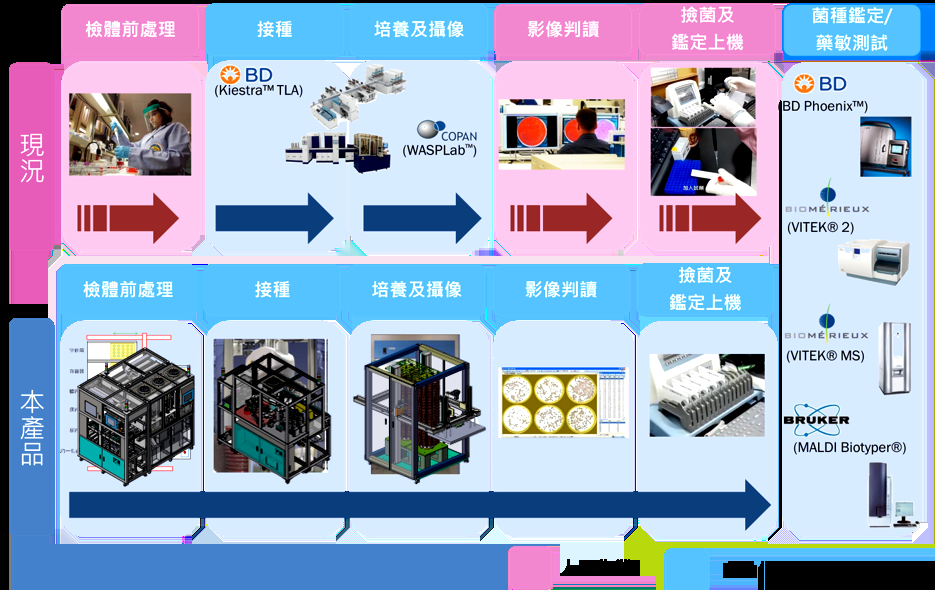 檢體前處理
接種
培養及攝像
影像判讀
撿菌及
鑑定上機
菌種鑑定/
藥敏測試
現況
BD
(Kiestra™ TLA)
COPAN
(WASPLab™)
加入試劑
BD
BD Phoenix™)
BIOMÉRIEUX
(VITEK® 2)
BIOMÉRIEUX
(VITEK® MS)
BRUKER
(MALDI Biotyper®)
檢體前處理
接種
培養及攝像
影像判讀
撿菌及
鑑定上機
本產品